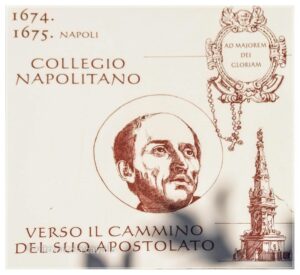 1674.
1675. NAPOLI
COLLEGIO
NAPOLITANO
AD MAJOREM
DEI
GLORIAM
VERSO IL CAMMINO
DEL SUO APOSTOLATO